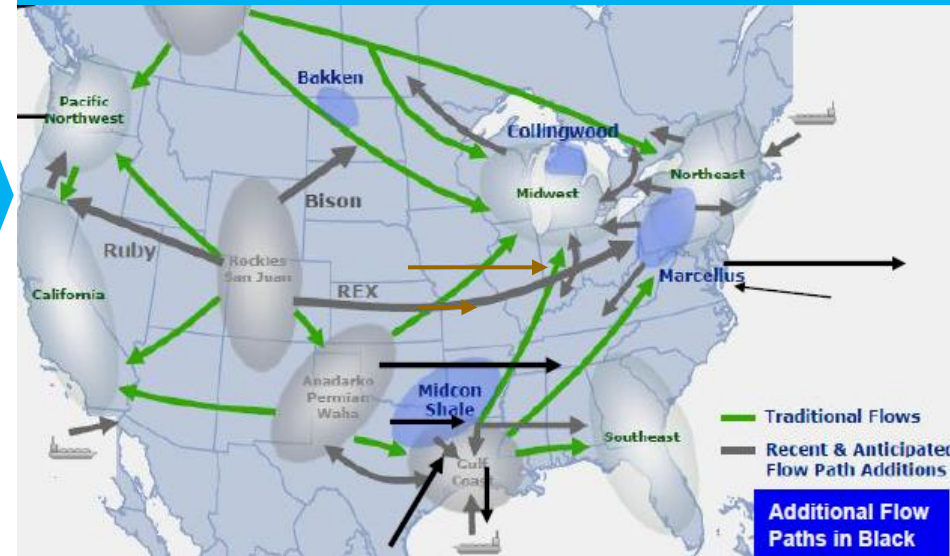 Bakken
Pacific
Northwest
Collingwood
Northeast
Midwest
Bison
Ruby
Rockies
San Juan
Marcellus
California
REX
Anadarko
Permian
Waha
Midcon
Shale
Southeast
Gulf
Coast
Traditional Flows
Recent & Anticipated
Flow Path Additions
Additional Flow
Paths in Black